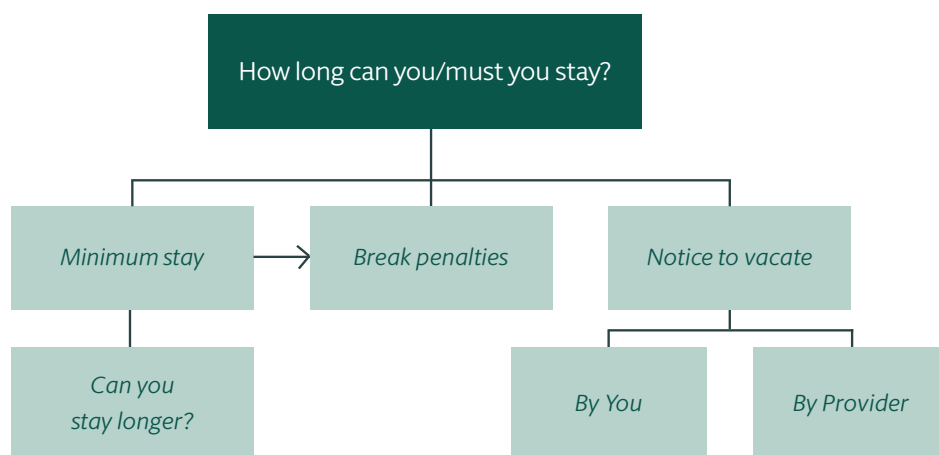 How long can you/must you stay?
Minimum stay
Break penalties
Notice to vacate
Can you
stay longer?
By You
By Provider